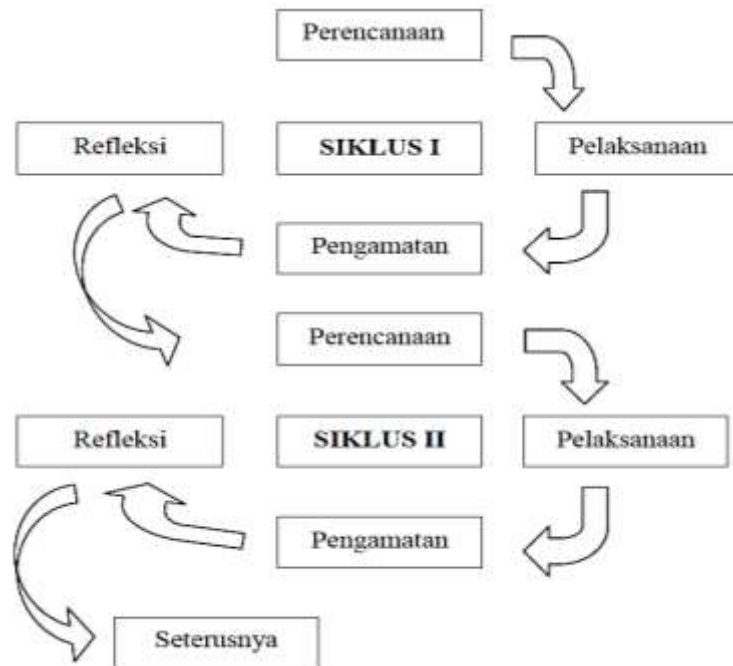 Perencanaan
Refleksi
SIKLUS I
Pelaksanaan
Pengamatan
Perencanaan
Refleksi
SIKLUS II
Pelaksanaan
Pengamatan
Seterusnya